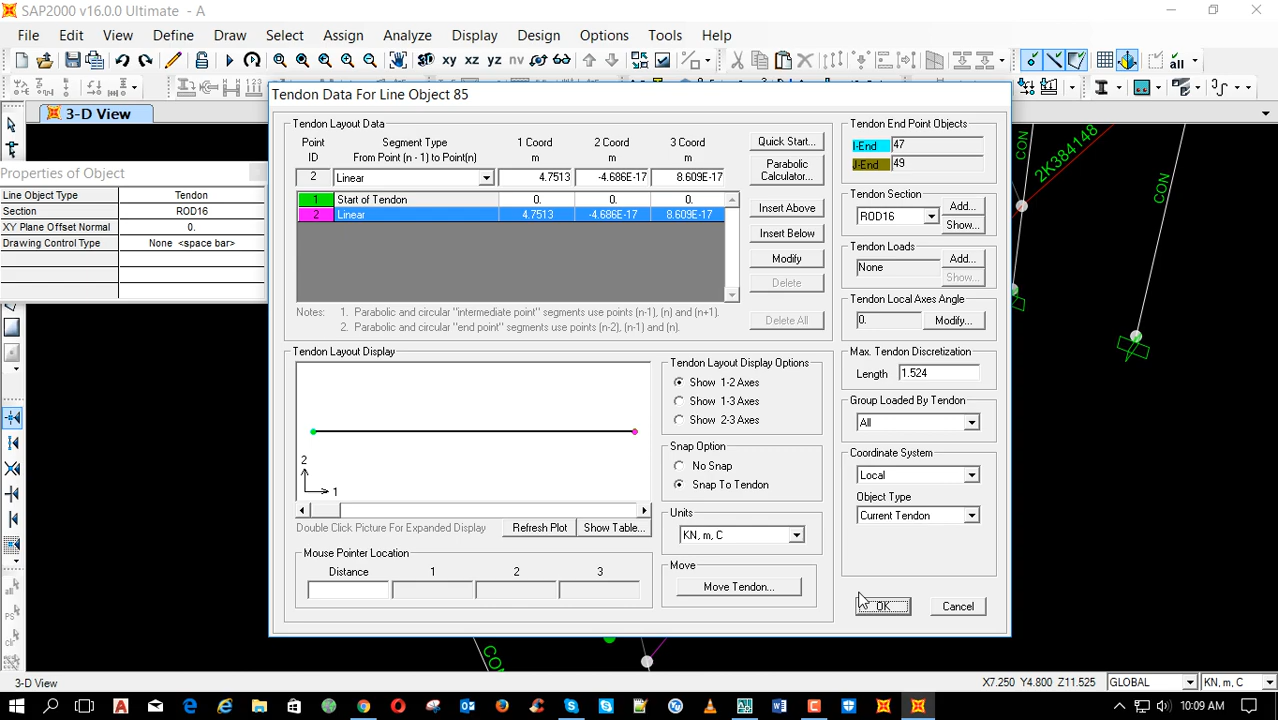 SAP2000 v16.0.0 Ultimate - A
File Edit View Define Draw Select Assign Analyze Display Design Options Tools Help
3-D xy xz yz nv
all
3-D View
Properties of Object
Line Object Type Tendon
Section ROD16
XY Plane Offset Normal 0.
Drawing Control Type None <space bar>
Tendon Data For Line Object 85
Tendon Layout Data
Point Segment Type 1 Coord 2 Coord 3 Coord
ID From Point (n - 1) to Point(n) m m m
2 Linear 4.7513 -4.686E-17 8.609E-17
1 Start of Tendon 0. 0. 0.
2 Linear 4.7513 -4.686E-17 8.609E-17
Notes: 1. Parabolic and circular "intermediate point" segments use points (n-1), (n) and (n+1).
2. Parabolic and circular "end point" segments use points (n-2), (n-1) and (n).
Quick Start...
Parabolic
Calculator...
Insert Above
Insert Below
Modify
Delete
Delete All
Tendon Layout Display
2
1
Double Click Picture For Expanded Display
Refresh Plot
Show Table...
Mouse Pointer Location
Distance 1 2 3
Tendon Layout Display Options
Show 1-2 Axes
Show 1-3 Axes
Show 2-3 Axes
Snap Option
No Snap
Snap To Tendon
Units
KN, m, C
Move
Move Tendon...
Tendon End Point Objects
I-End 47
J-End 49
Tendon Section
ROD16
Add...
Show...
Tendon Loads
None
Add...
Show...
Tendon Local Axes Angle
0.
Modify...
Max. Tendon Discretization
Length 1.524
Group Loaded By Tendon
All
Coordinate System
Local
Object Type
Current Tendon
OK
Cancel
CON
2K384148
CON
CON
all
PS
clr
3-D View
X7.250 Y4.800 Z11.525
GLOBAL
KN, m, C
10:09 AM